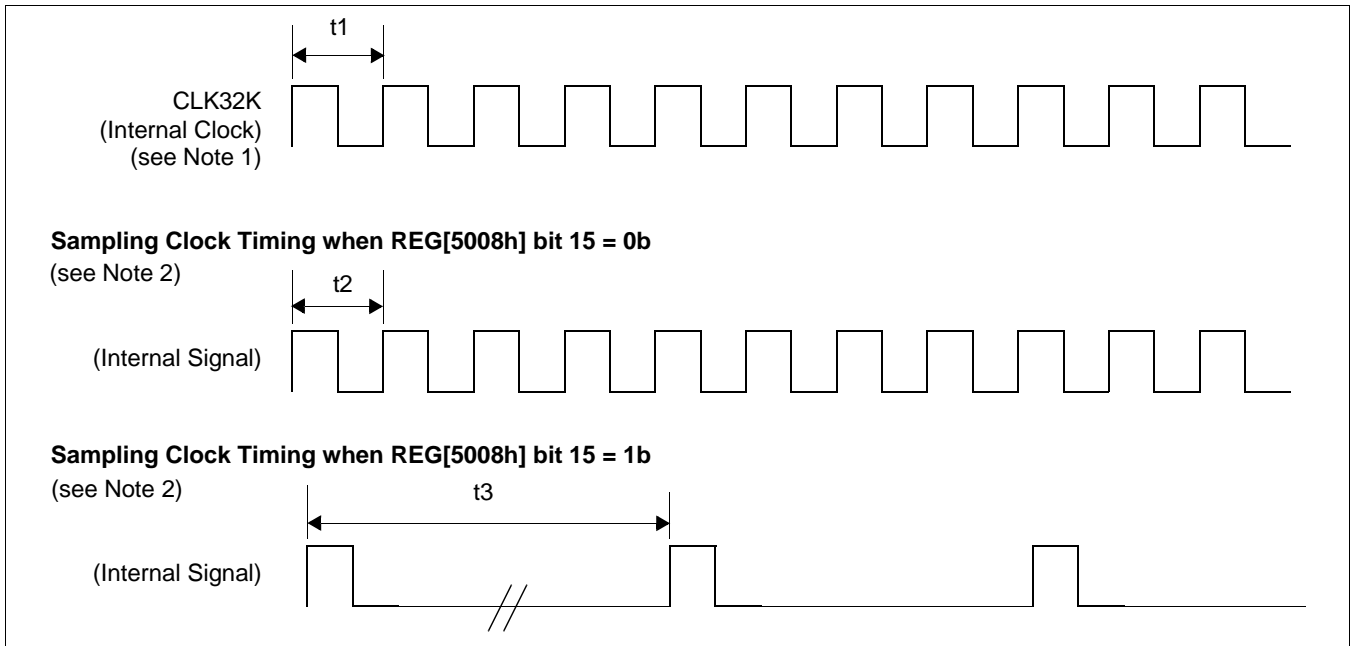 t1
CLK32K
(Internal Clock)
(see Note 1)
Sampling Clock Timing when REG[5008h] bit 15 = 0b
(see Note 2)
t2
(Internal Signal)
Sampling Clock Timing when REG[5008h] bit 15 = 1b
(see Note 2)
t3
(Internal Signal)